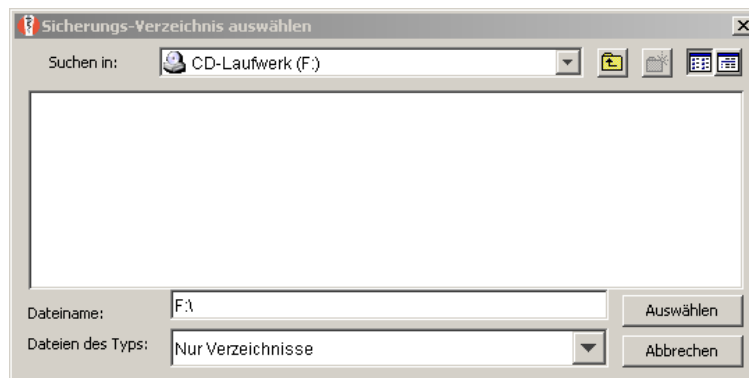 Sicherungs-Verzeichnis auswählen
Suchen in: CD-Laufwerk (F:)
Dateiname: F:\ Auswählen
Dateien des Typs: Nur Verzeichnisse Abbrechen